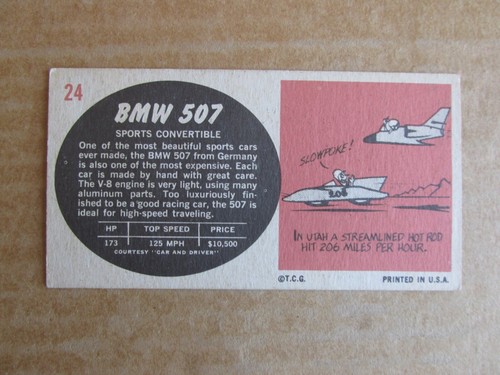 24
BMW 507
SPORTS CONVERTIBLE
One of the most beautiful sports cars
ever made, the BMW 507 from Germany
is also one of the most expensive. Each
car is made by hand with great care.
The V-8 engine is very light, using many
aluminum parts. Too luxuriously fin-
ished to be a good racing car, the 507 is
ideal for high-speed traveling.
HP TOP SPEED PRICE
173 125 MPH $10,500
COURTESY "CAR AND DRIVER"
SLOWPOKE!
206
IN UTAH A STREAMLINED HOT ROD
HIT 206 MILES PER HOUR.
©T.C.G. PRINTED IN U.S.A.